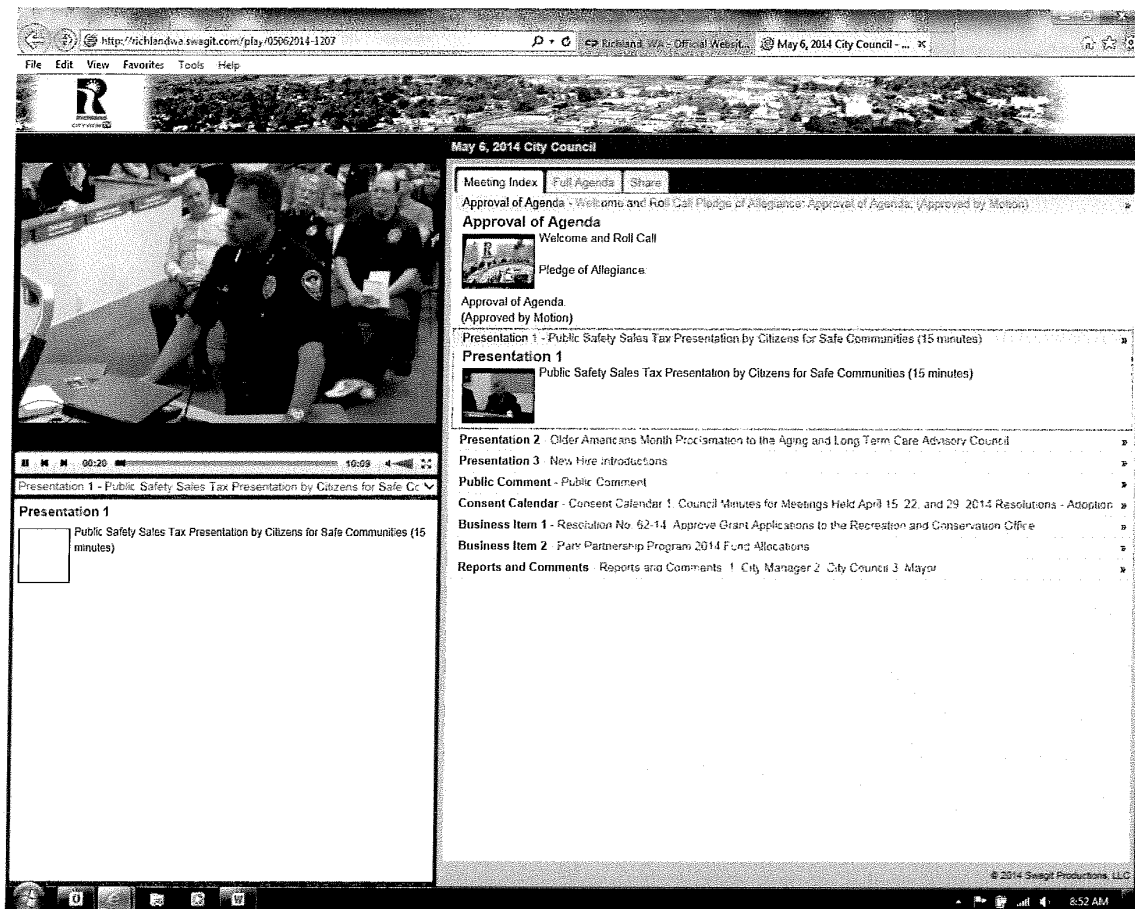 http://richlandwa.swagit.com/play/05062014-1207
Richland, WA - Official Websit...
May 6, 2014 City Council - ...
File Edit View Favorites Tools Help
R
RICHLAND
CITYVIEW
May 6, 2014 City Council
Meeting Index Full Agenda Share
Approval of Agenda - Welcome and Roll Call Pledge of Allegiance: Approval of Agenda: (Approved by Motion) »
Approval of Agenda
Welcome and Roll Call
Pledge of Allegiance:
Approval of Agenda:
(Approved by Motion)
Presentation 1 - Public Safety Sales Tax Presentation by Citizens for Safe Communities (15 minutes) »
Presentation 1
Public Safety Sales Tax Presentation by Citizens for Safe Communities (15 minutes)
Presentation 2 - Older Americans Month Proclamation to the Aging and Long Term Care Advisory Council »
Presentation 3 - New Hire Introductions »
Public Comment - Public Comment »
Consent Calendar - Consent Calendar 1. Council Minutes for Meetings Held April 15, 22, and 29, 2014 Resolutions - Adoption »
Business Item 1 - Resolution No. 62-14, Approve Grant Applications to the Recreation and Conservation Office »
Business Item 2 - Park Partnership Program 2014 Fund Allocations »
Reports and Comments - Reports and Comments 1. City Manager 2. City Council 3. Mayor »
00:20 10:09
Presentation 1 - Public Safety Sales Tax Presentation by Citizens for Safe Cc
Presentation 1
Public Safety Sales Tax Presentation by Citizens for Safe Communities (15
minutes)
© 2014 Swagit Productions, LLC
8:52 AM